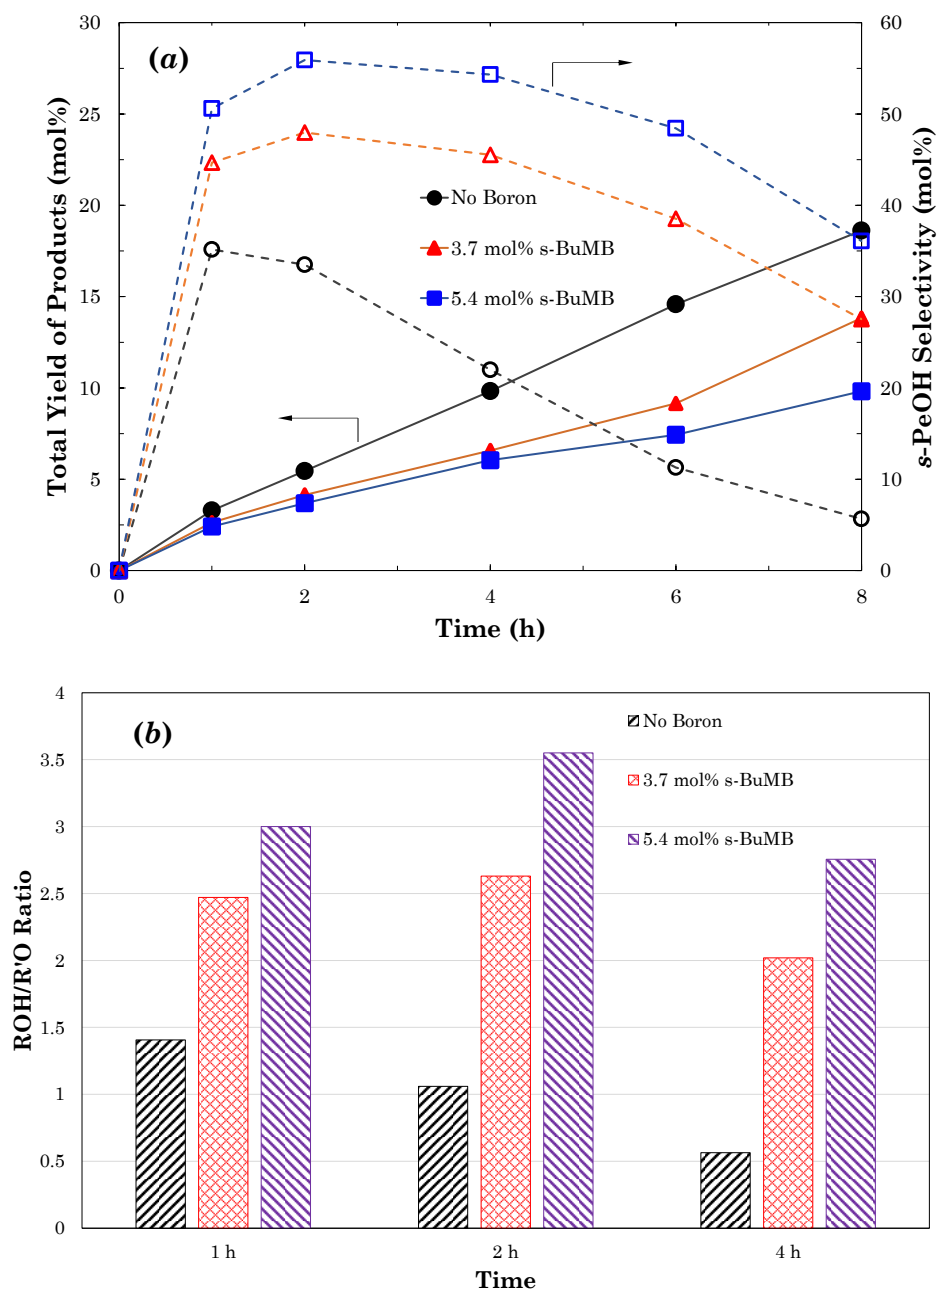 (a)
Total Yield of Products (mol%)
30
25
20
15
10
5
0
60
50
40
30
20
10
0
s-PeOH Selectivity (mol%)
No Boron
3.7 mol% s-BuMB
5.4 mol% s-BuMB
0
2
4
6
8
Time (h)
(b)
ROH/R'O Ratio
4
3.5
3
2.5
2
1.5
1
0.5
0
No Boron
3.7 mol% s-BuMB
5.4 mol% s-BuMB
1 h
2 h
4 h
Time